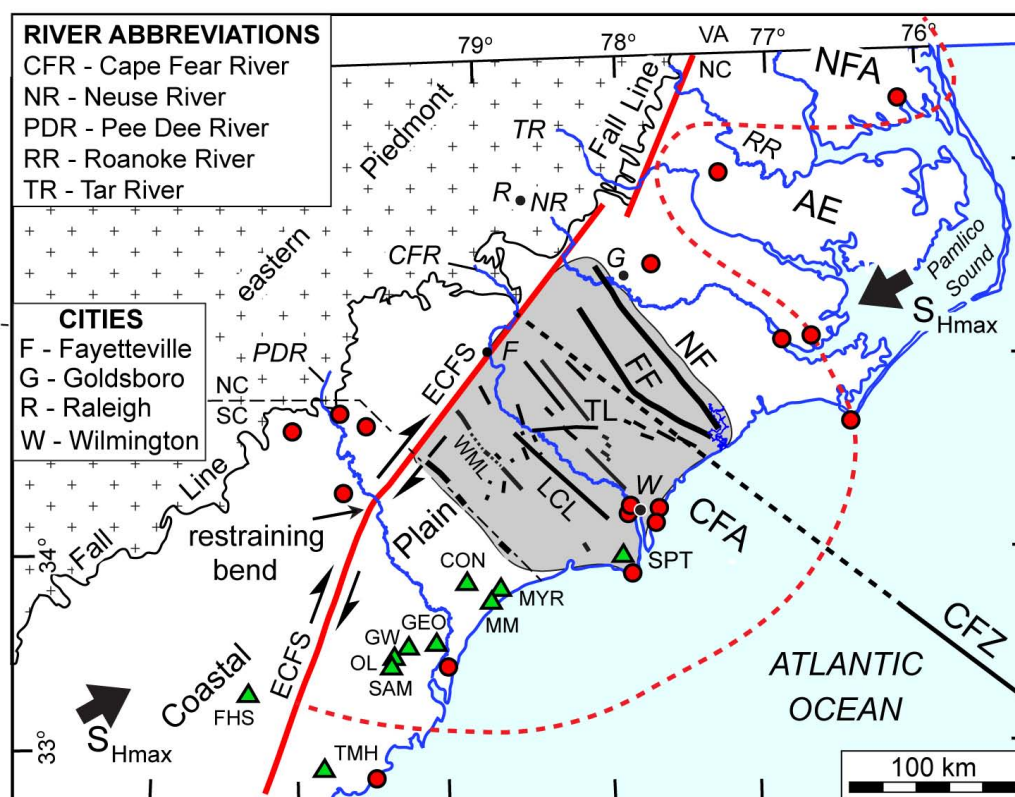 RIVER ABBREVIATIONS
CFR - Cape Fear River
NR - Neuse River
PDR - Pee Dee River
RR - Roanoke River
TR - Tar River
79°
78°
VA
NC
77°
76°
NFA
Piedmont
TR
Fall Line
RR
R
NR
AE
Pamlico
Sound
eastern
CFR
G
SHmax
CITIES
F - Fayetteville
G - Goldsboro
R - Raleigh
W - Wilmington
PDR
NC
SC
F
ECFS
FF
NF
TL
WML
LCL
W
CFA
Fall
Line
restraining
bend
Plain
34°
CON
SPT
MYR
MM
CFZ
GEO
GW
OL
SAM
ECFS
Coastal
FHS
ATLANTIC
OCEAN
SHmax
33°
TMH
100 km